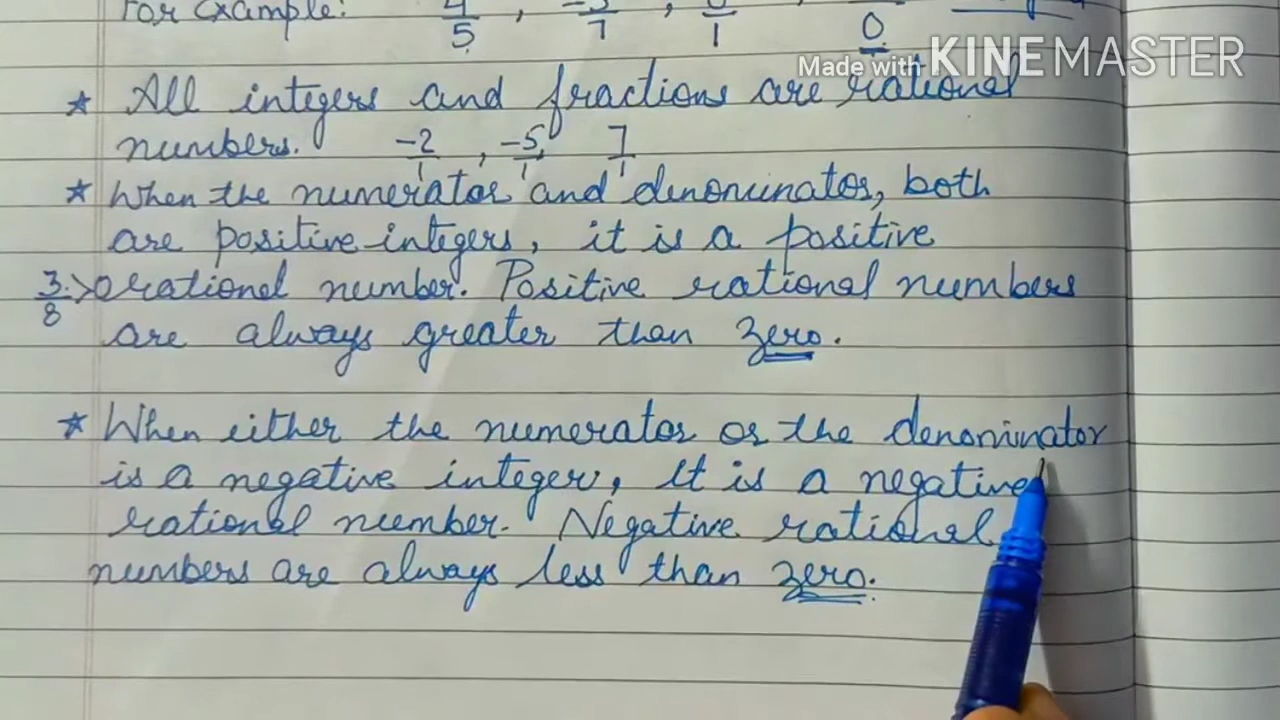 For example: 4/5 , -3/7 , 0/1 , 0
Made with KINEMASTER
* All integers and fractions are rational
numbers. -2/1 , -5/1, 7/1
* When the numerator and denominator, both
are positive integers, it is a positive
3/8 > 0 rational number. Positive rational numbers
are always greater than zero.
* When either the numerator or the denominator
is a negative integer, It is a negative
rational number. Negative rational
numbers are always less than zero.